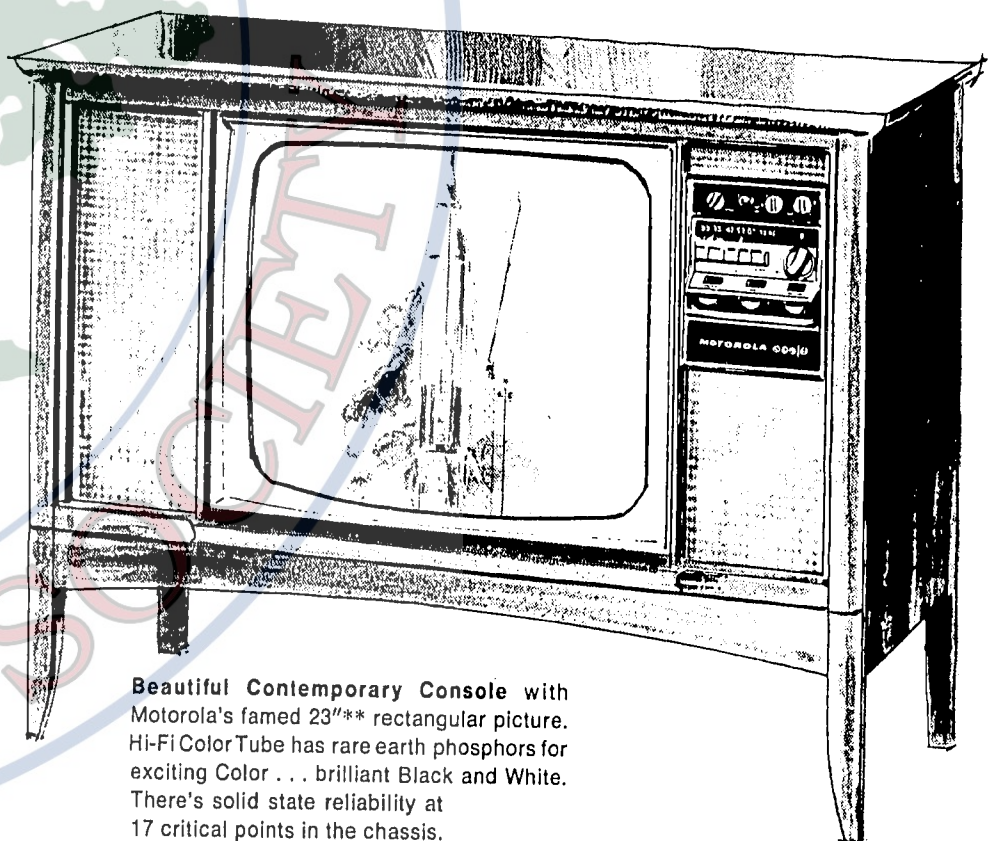 MOTOROLA
SOCIETY
Beautiful Contemporary Console with
Motorola's famed 23"** rectangular picture.
Hi-Fi Color Tube has rare earth phosphors for
exciting Color . . . brilliant Black and White.
There's solid state reliability at
17 critical points in the chassis.